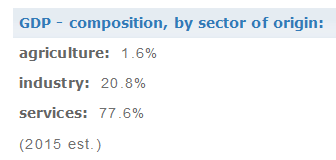 GDP - composition, by sector of origin:
agriculture: 1.6%
industry: 20.8%
services: 77.6%
(2015 est.)